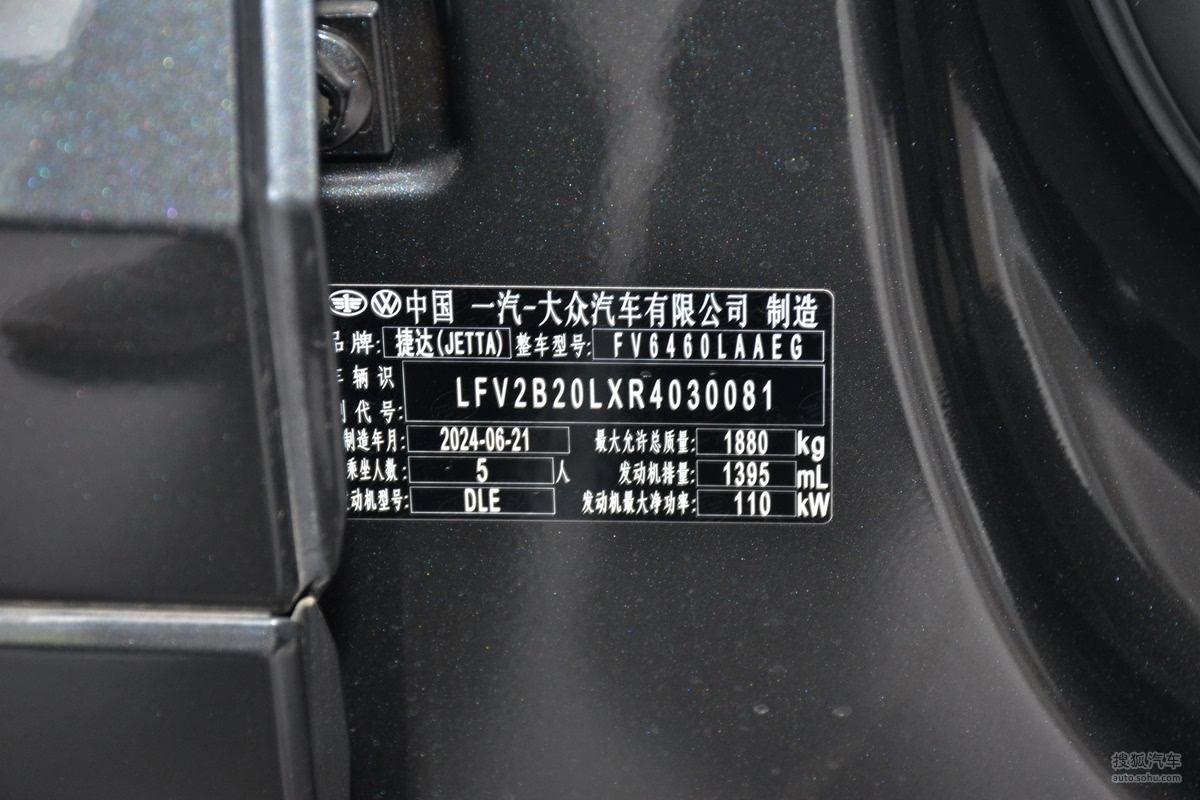 中国 一汽-大众汽车有限公司 制造
品牌: 捷达(JETTA) 整车型号: FV6460LAAEG
车辆识
别代号: LFV2B20LXR4030081
制造年月: 2024-06-21 最大允许总质量: 1880 kg
乘坐人数: 5 人 发动机排量: 1395 mL
发动机型号: DLE 发动机最大净功率: 110 kW
搜狐汽车
auto.sohu.com